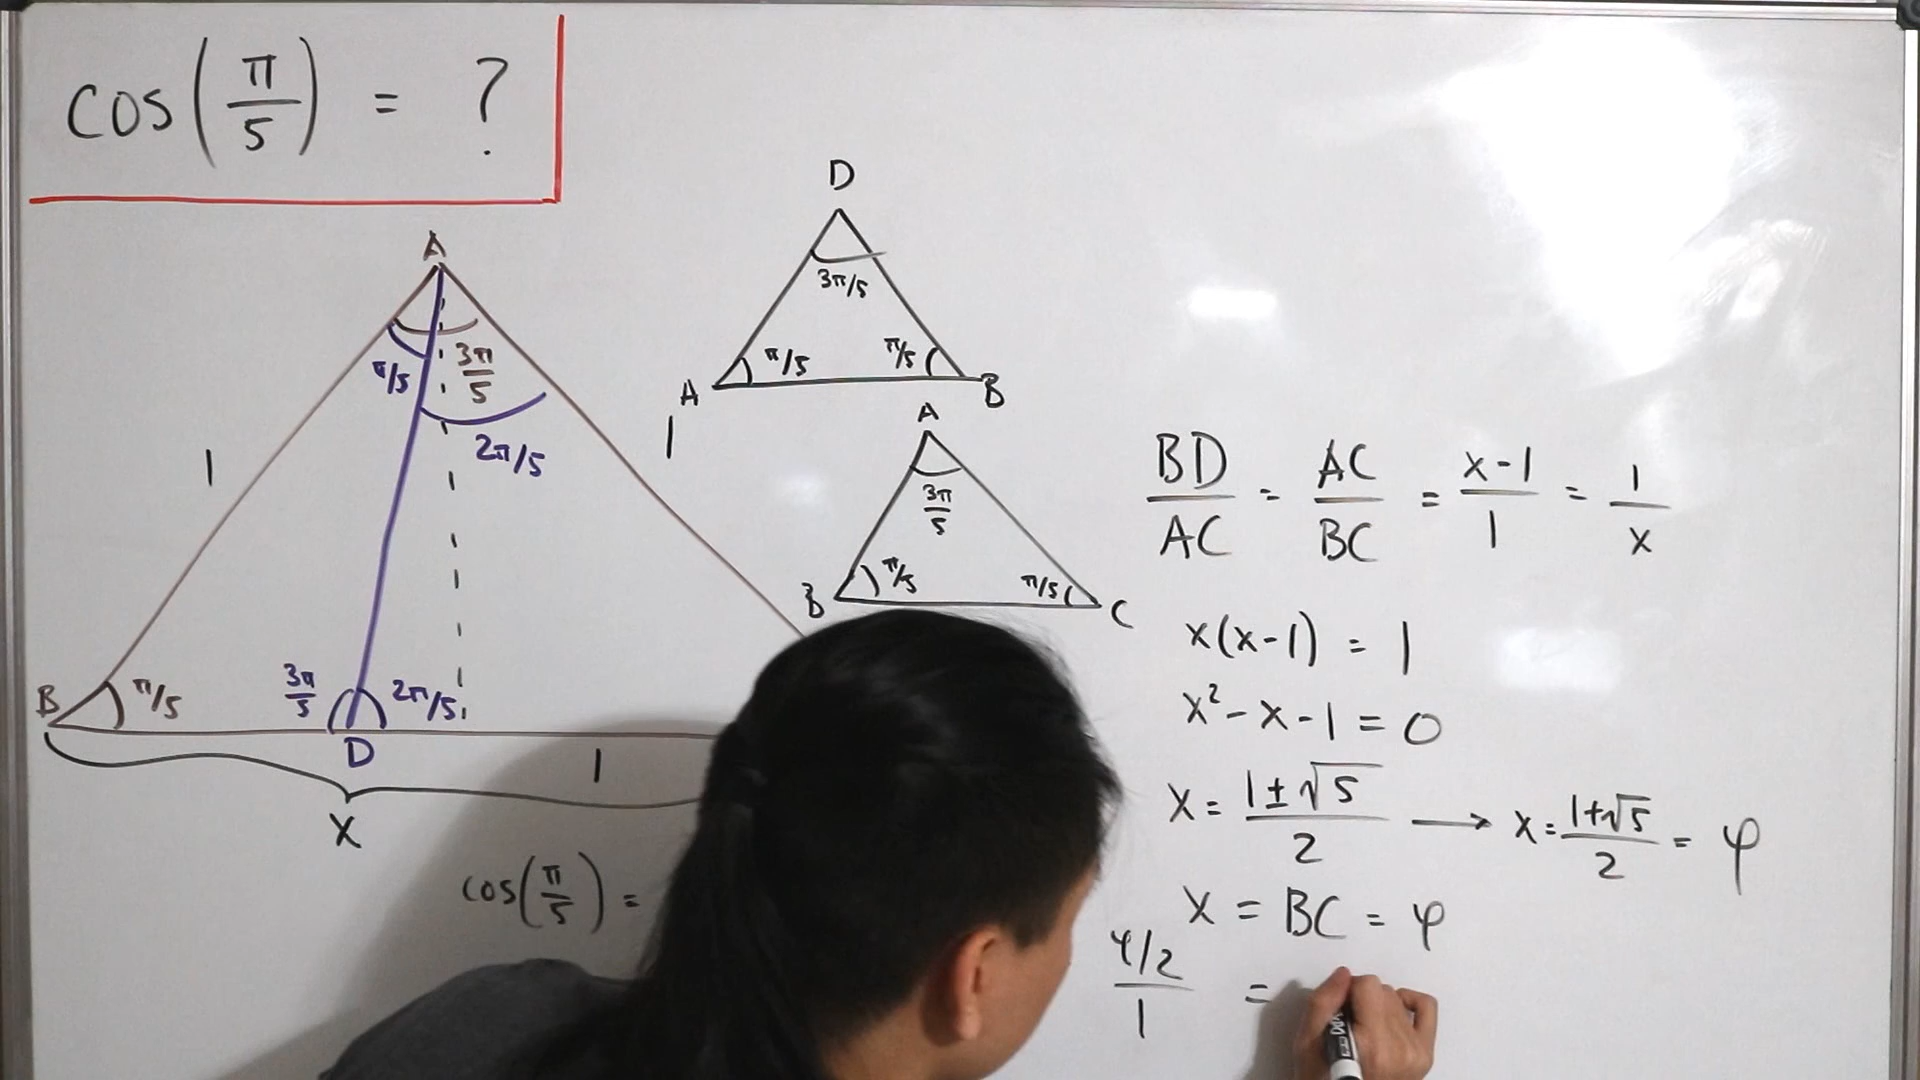 cos(π/5) = ?
A
π/5
3π/5
2π/5
1
1
B
π/5
3π/5
2π/5
D
1
x
cos(π/5) =
D
3π/5
A
π/5
π/5
B
A
3π/5
B
π/5
π/5
C
BD/AC = AC/BC = x-1/1 = 1/x
x(x-1) = 1
x² - x - 1 = 0
x = 1±√5/2 → x = 1+√5/2 = φ
x = BC = φ
φ/2/1 =